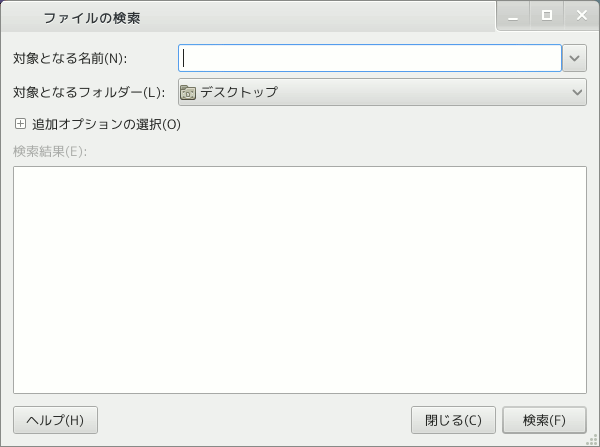 ファイルの検索
対象となる名前(N):
対象となるフォルダー(L):
デスクトップ
追加オプションの選択(O)
検索結果(E):
ヘルプ(H)
閉じる(C)
検索(F)